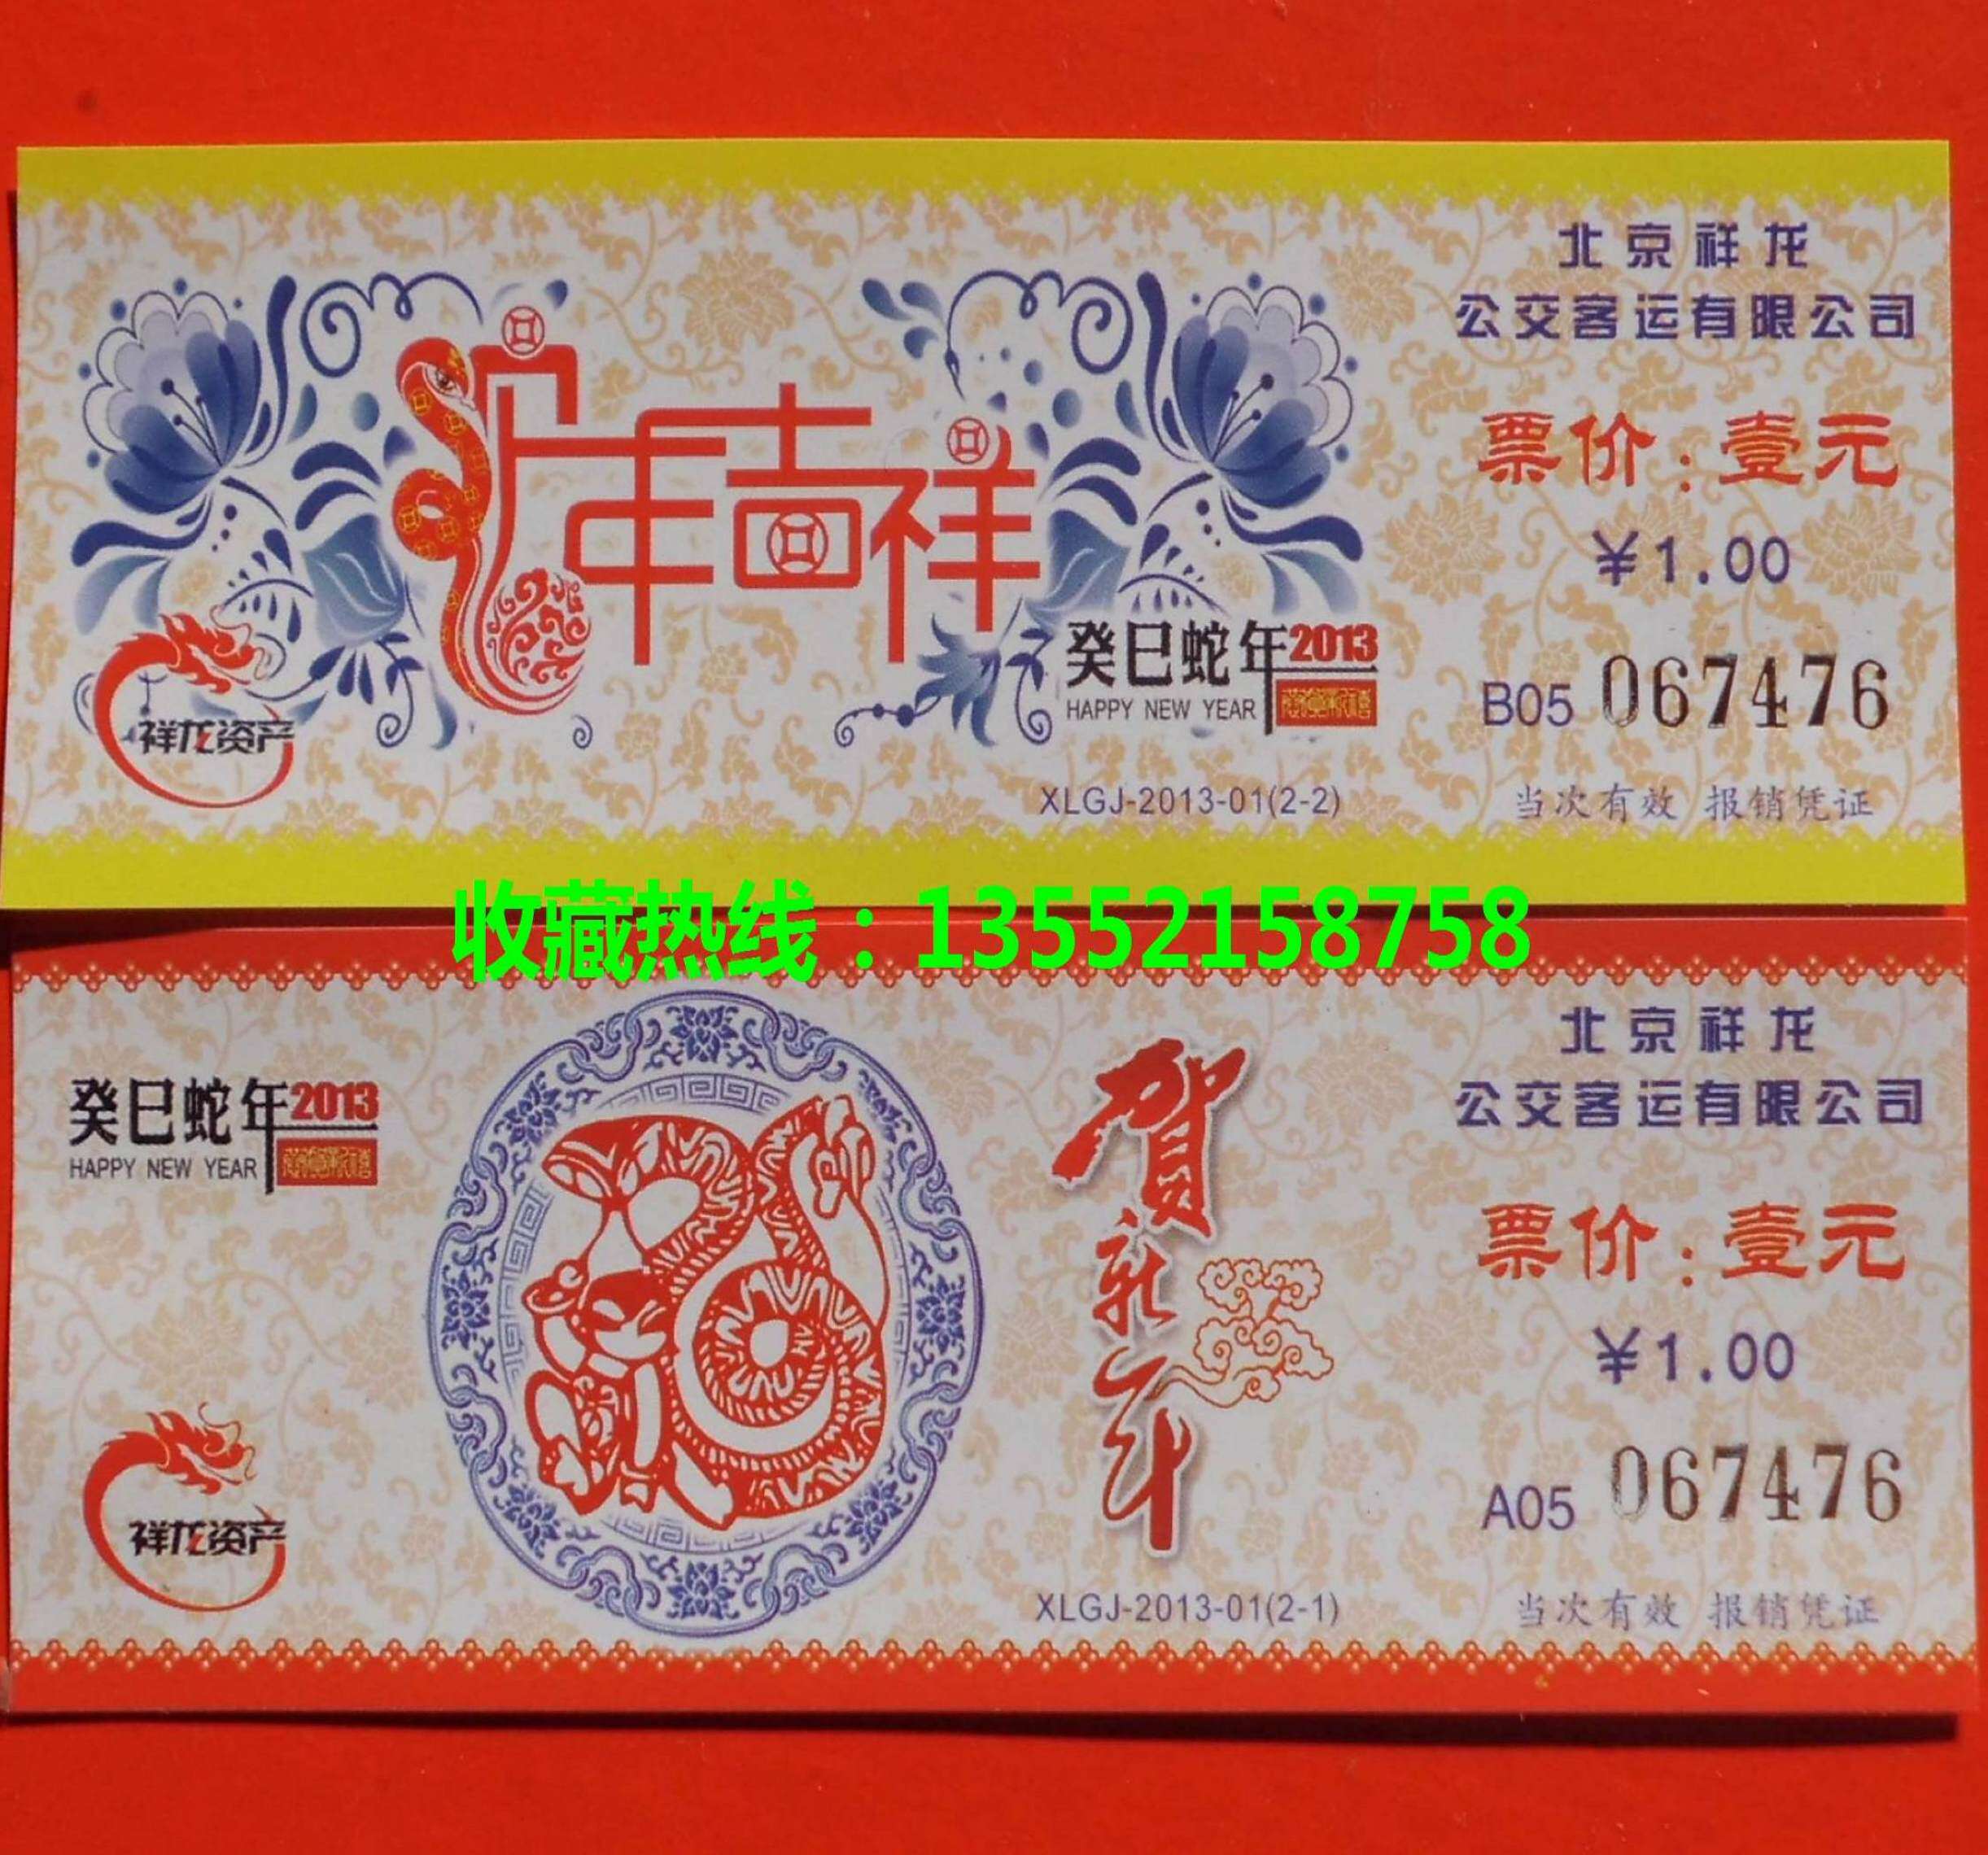 北京祥龙
公交客运有限公司
蛇年吉祥
票价：壹元
￥1.00
癸巳蛇年2013
HAPPY NEW YEAR
B05 067476
祥龙资产
XLGJ-2013-01(2-2)
当次有效 报销凭证
收藏热线：13552158758
北京祥龙
公交客运有限公司
癸巳蛇年2013
HAPPY NEW YEAR
贺新年
票价：壹元
￥1.00
A05 067476
祥龙资产
XLGJ-2013-01(2-1)
当次有效 报销凭证